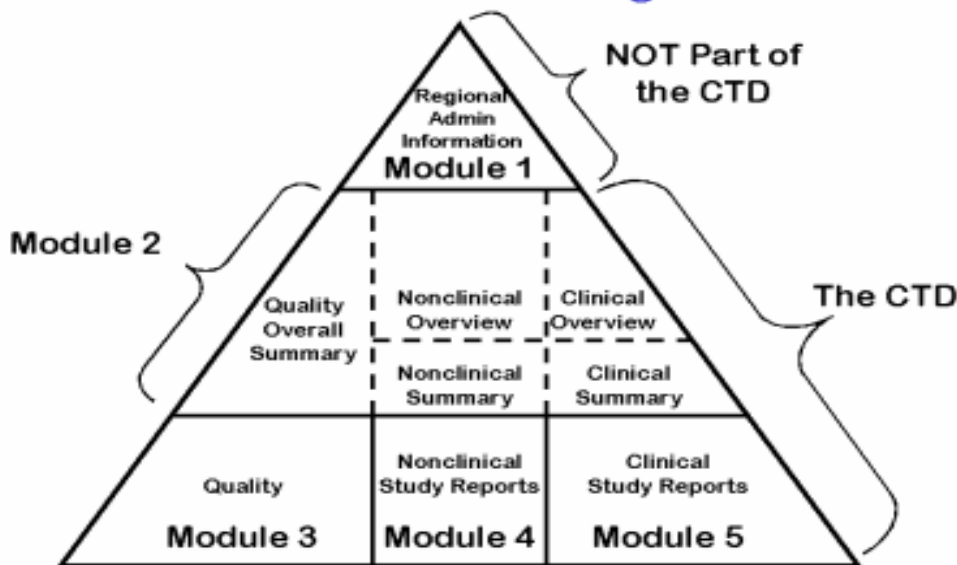 NOT Part of
the CTD
Regional
Admin
Information
Module 1
Module 2
The CTD
Quality
Overall
Summary
Nonclinical
Overview
Clinical
Overview
Nonclinical
Summary
Clinical
Summary
Quality
Module 3
Nonclinical
Study Reports
Module 4
Clinical
Study Reports
Module 5